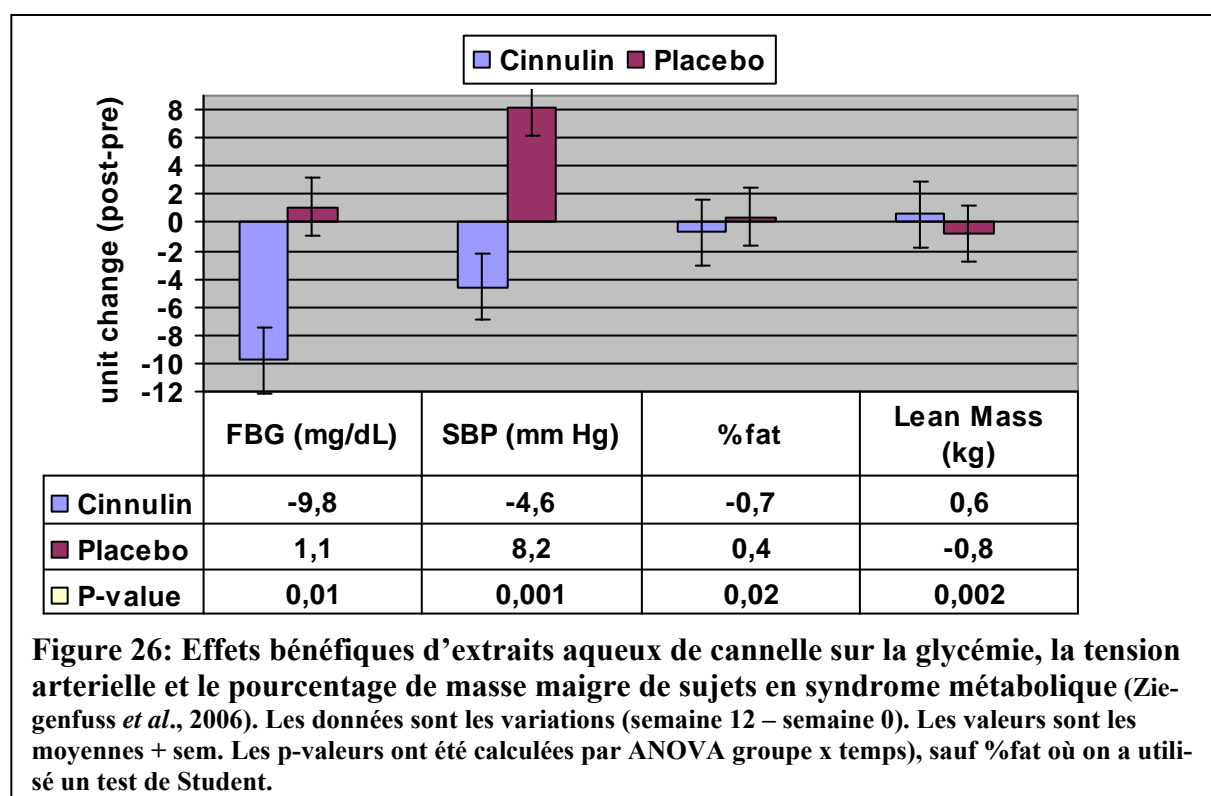 Cinnulin Placebo
unit change (post-pre)
8
6
4
2
0
-2
-4
-6
-8
-10
-12
FBG (mg/dL) SBP (mm Hg) %fat Lean Mass (kg)
Cinnulin -9,8 -4,6 -0,7 0,6
Placebo 1,1 8,2 0,4 -0,8
P-value 0,01 0,001 0,02 0,002
Figure 26: Effets bénéfiques d’extraits aqueux de cannelle sur la glycémie, la tension
arterielle et le pourcentage de masse maigre de sujets en syndrome métabolique (Zie-
genfuss et al., 2006). Les données sont les variations (semaine 12 – semaine 0). Les valeurs sont les
moyennes + sem. Les p-valeurs ont été calculées par ANOVA groupe x temps), sauf %fat où on a utili-
sé un test de Student.